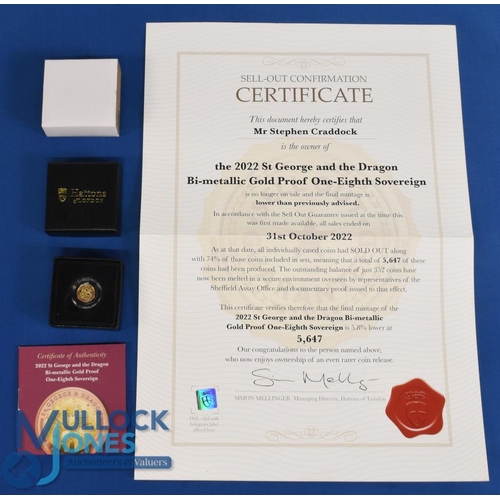 SELL-OUT CONFIRMATION
CERTIFICATE
This document hereby certifies that
Mr Stephen Craddock
is the owner of
the 2022 St George and the Dragon
Bi-metallic Gold Proof One-Eighth Sovereign
is no longer on sale and the final mintage is
lower than previously advised.
In accordance with the Sell Out Guarantee issued at the time this
was first made available, all sales ended on
31st October 2022
As at that date, all individually cased coins had SOLD OUT along
with 74% of those coins included in sets, meaning that a total of 5,647 of these
coins had been produced. The outstanding balance of just 352 coins have
now been melted in a secure environment overseen by representatives of the
Sheffield Assay Office and documentary proof issued to that effect.
This certificate verifies therefore that the final mintage of the
2022 St George and the Dragon Bi-metallic
Gold Proof One-Eighth Sovereign is 5.8% lower at
5,647
Our congratulations to the person named above,
who now enjoys ownership of an even rarer coin release.
SIMON MELLINGER, Managing Director, Hattons of London
Only valid with
hologram label
affixed here
Hattons
of LONDON
Certificate of Authenticity
2022 St George and the Dragon
Bi-metallic Gold Proof
One-Eighth Sovereign
MULLOCK
JONES
Auctioneers & Valuers